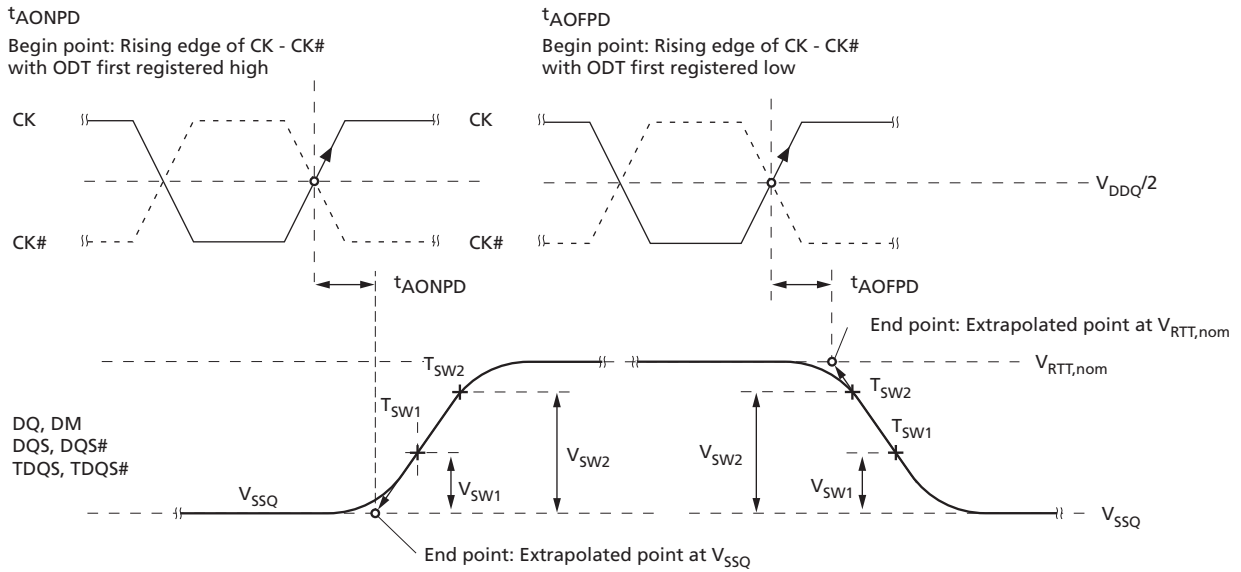 tAONPD
Begin point: Rising edge of CK - CK#
with ODT first registered high
tAOFPD
Begin point: Rising edge of CK - CK#
with ODT first registered low
CK
CK
VDDQ/2
CK#
CK#
tAONPD
tAOFPD
End point: Extrapolated point at VRTT,nom
VRTT,nom
TSW2
TSW2
TSW1
TSW1
DQ, DM
DQS, DQS#
TDQS, TDQS#
VSW2
VSW2
VSW1
VSW1
VSSQ
VSSQ
End point: Extrapolated point at VSSQ